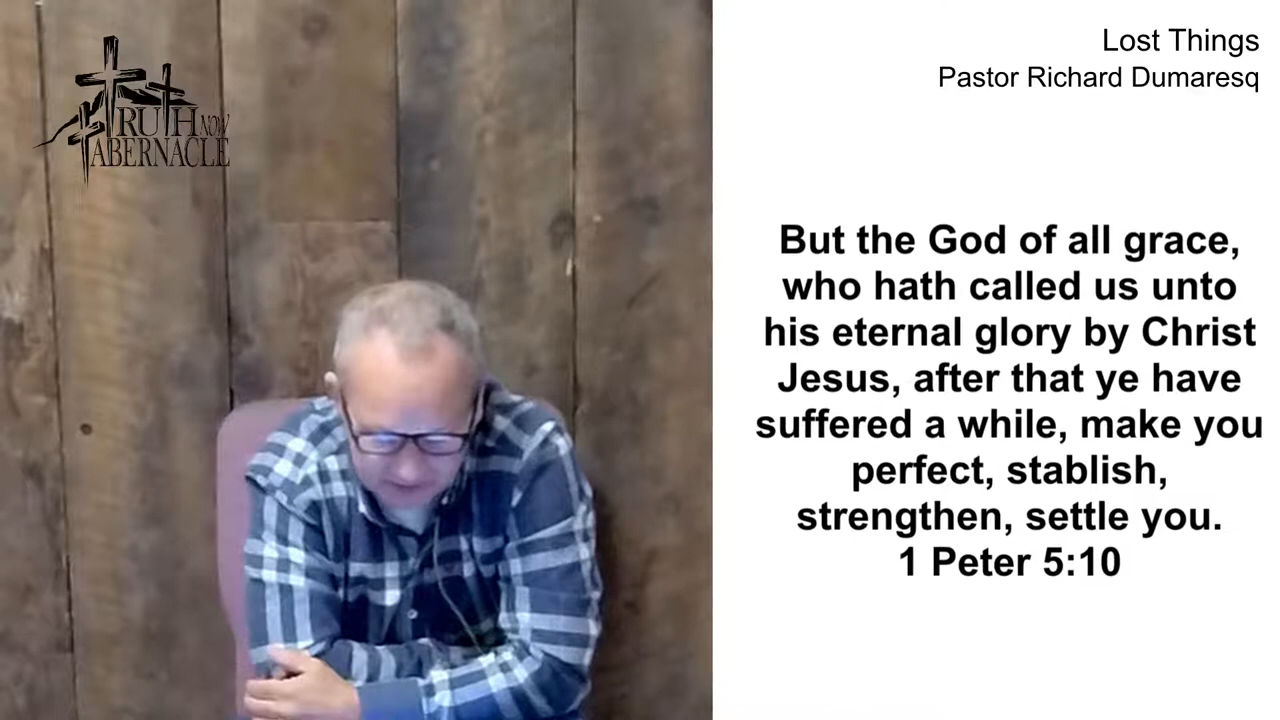 TRUTH NOW
TABERNACLE
Lost Things
Pastor Richard Dumaresq
But the God of all grace,
who hath called us unto
his eternal glory by Christ
Jesus, after that ye have
suffered a while, make you
perfect, stablish,
strengthen, settle you.
1 Peter 5:10